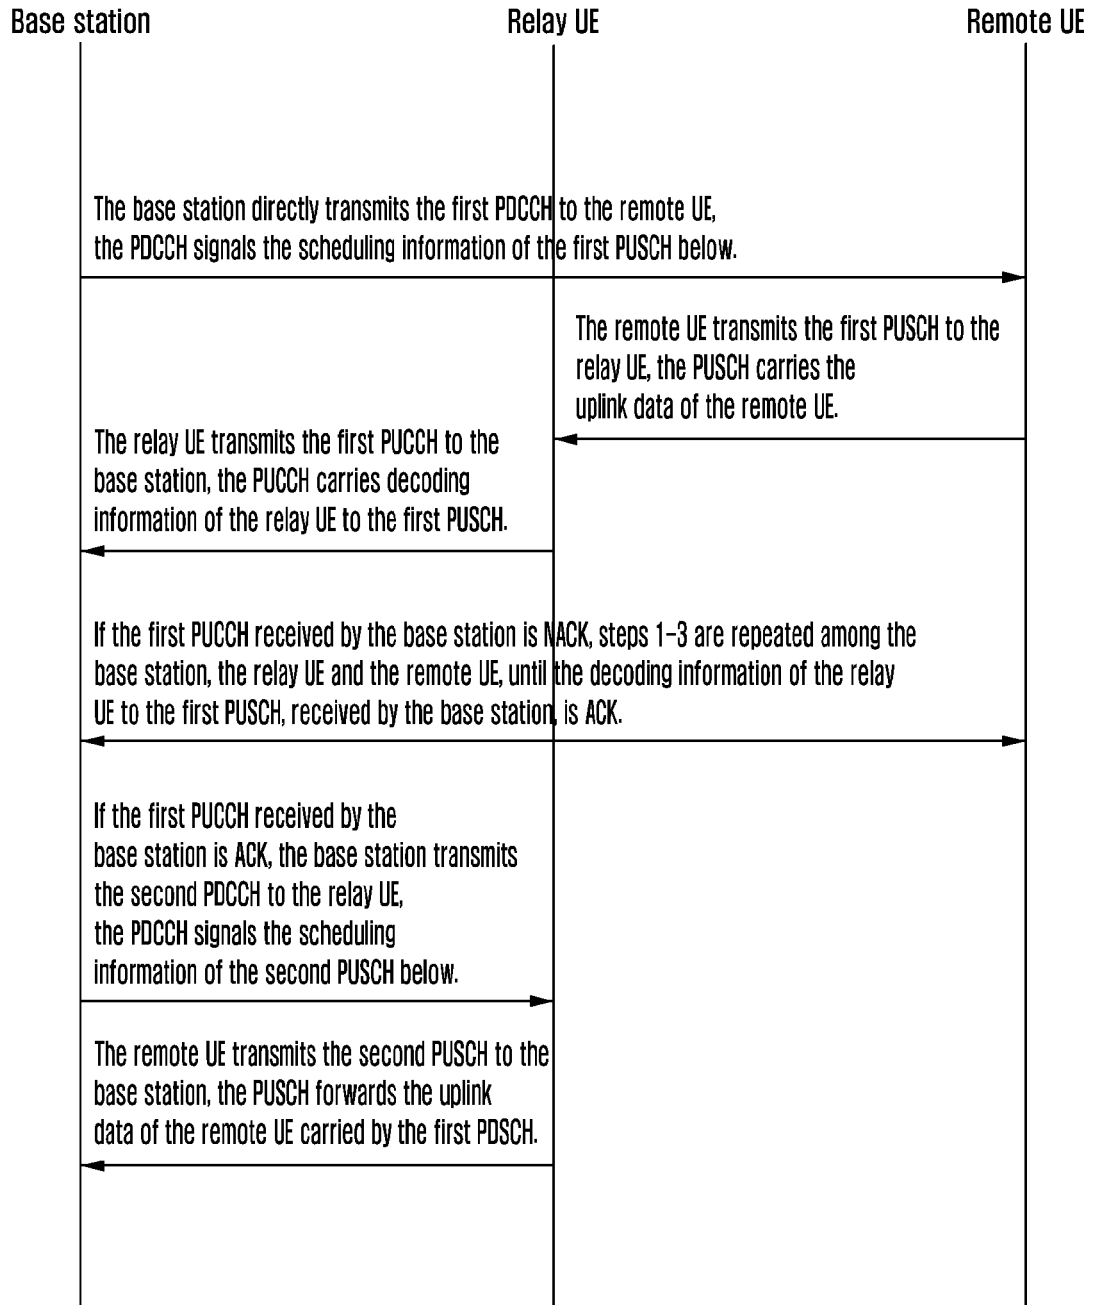 Base station
Relay UE
Remote UE
The base station directly transmits the first PDCCH to the remote UE,
the PDCCH signals the scheduling information of the first PUSCH below.
The remote UE transmits the first PUSCH to the
relay UE, the PUSCH carries the
uplink data of the remote UE.
The relay UE transmits the first PUCCH to the
base station, the PUCCH carries decoding
information of the relay UE to the first PUSCH.
If the first PUCCH received by the base station is NACK, steps 1-3 are repeated among the
base station, the relay UE and the remote UE, until the decoding information of the relay
UE to the first PUSCH, received by the base station, is ACK.
If the first PUCCH received by the
base station is ACK, the base station transmits
the second PDCCH to the relay UE,
the PDCCH signals the scheduling
information of the second PUSCH below.
The remote UE transmits the second PUSCH to the
base station, the PUSCH forwards the uplink
data of the remote UE carried by the first PDSCH.